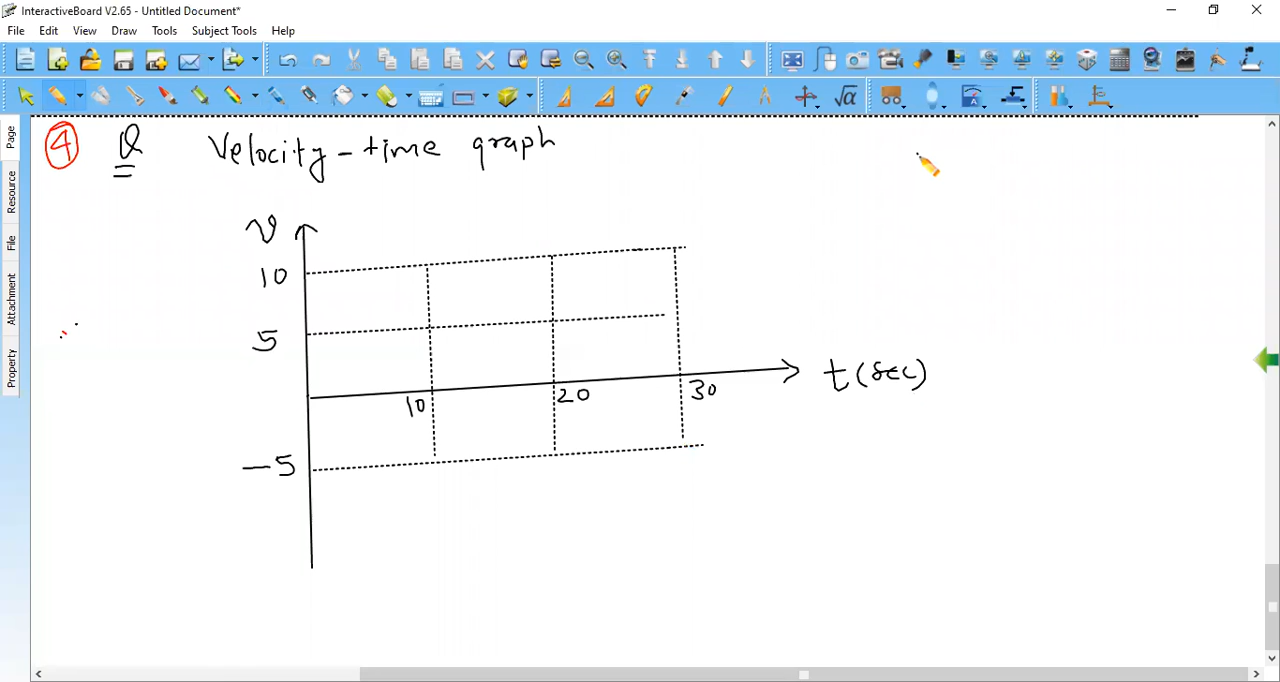 InteractiveBoard V2.65 - Untitled Document*
File Edit View Draw Tools Subject Tools Help
Page
Resource
File
Attachment
Property
④ Q Velocity - time graph
v
10
5
10 20 30 t (sec)
-5